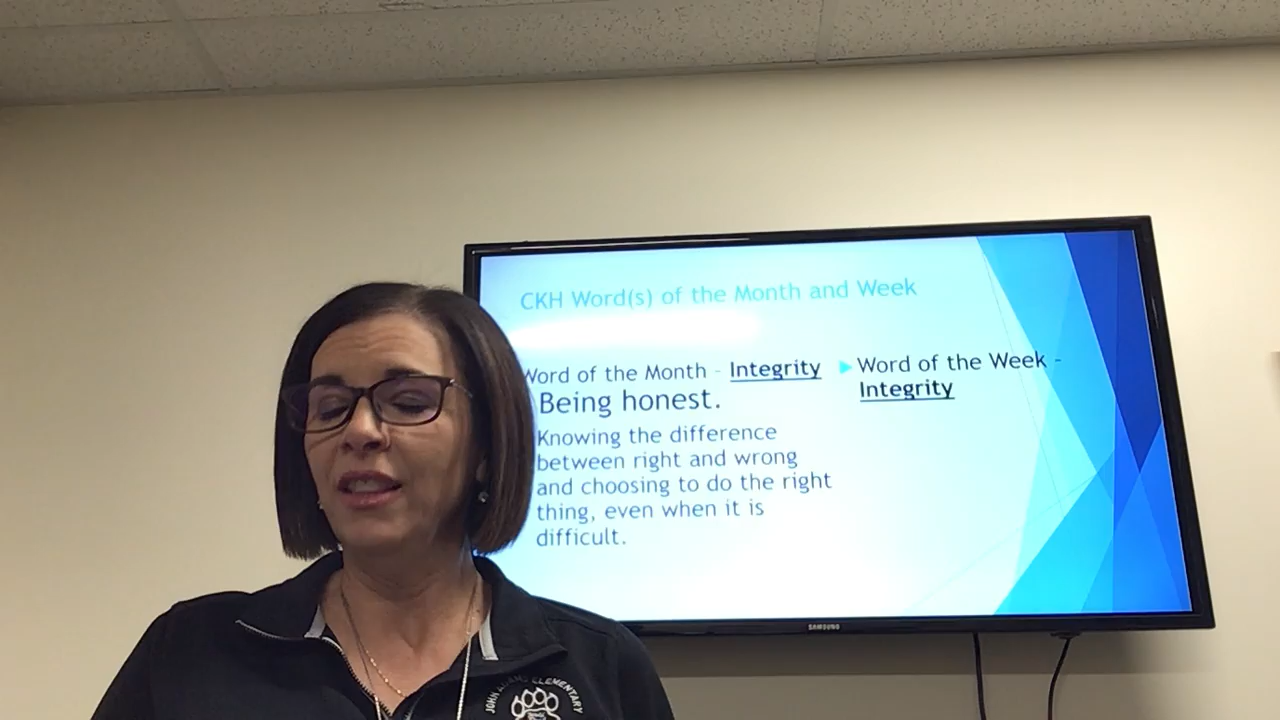 CKH Word(s) of the Month and Week
Word of the Month - Integrity
Being honest.
Knowing the difference
between right and wrong
and choosing to do the right
thing, even when it is
difficult.
Word of the Week -
Integrity
SAMSUNG
JOHN ADAMS ELEMENTARY